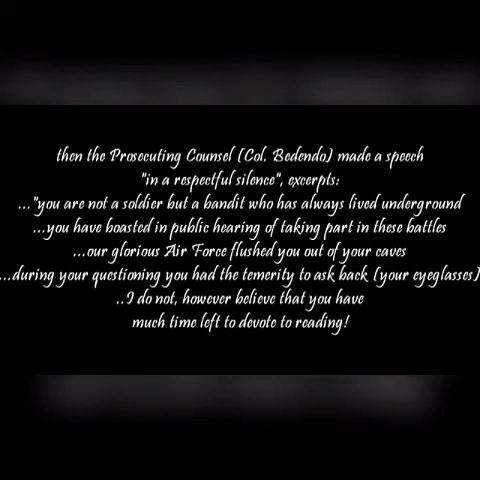 then the Prosecuting Counsel (Col. Bedendo) made a speech
"in a respectful silence", excerpts:
..."you are not a soldier but a bandit who has always lived underground
...you have boasted in public hearing of taking part in these battles
...our glorious Air Force flushed you out of your caves
...during your questioning you had the temerity to ask back (your eyeglasses)
..I do not, however believe that you have
much time left to devote to reading!